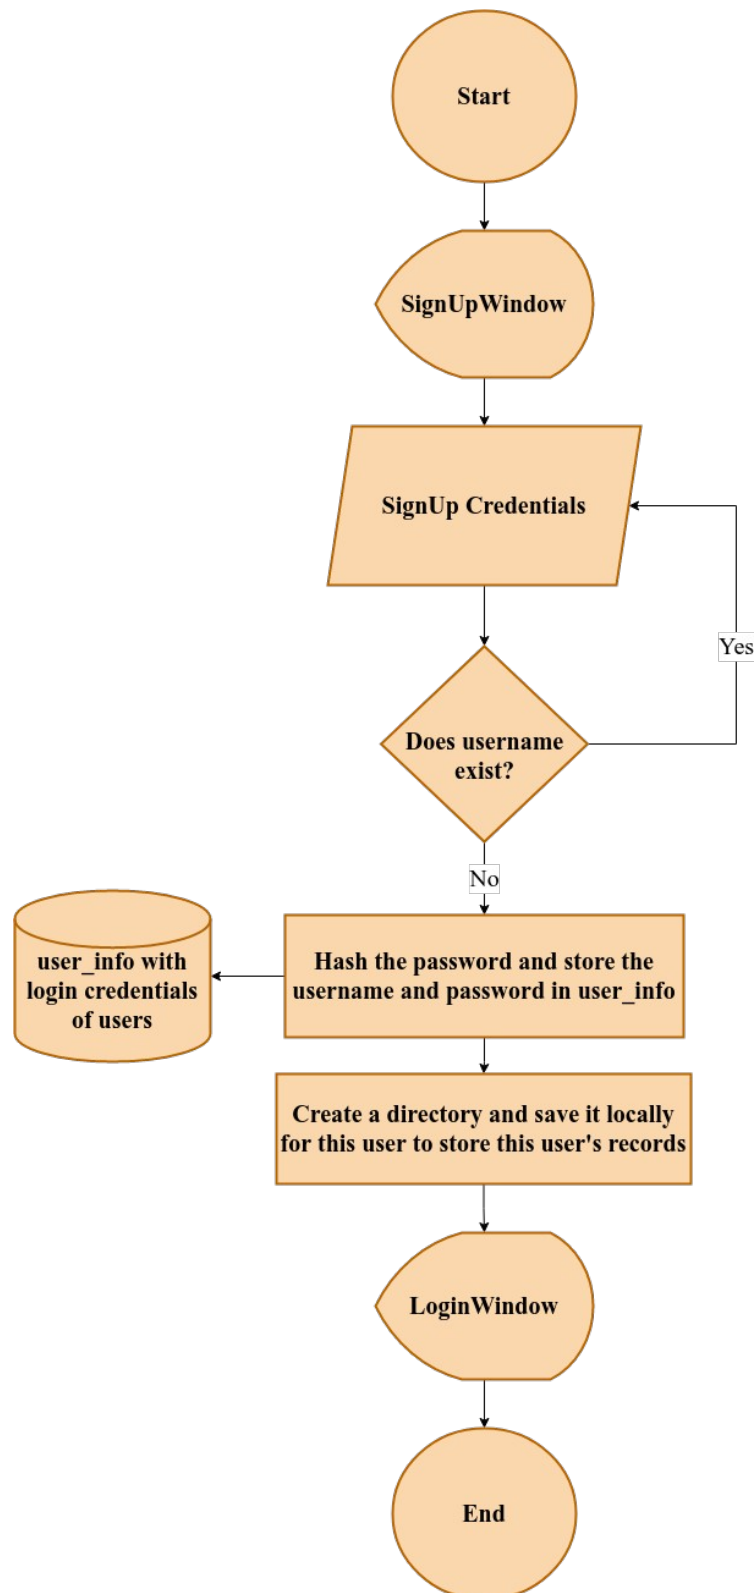 Start
SignUpWindow
SignUp Credentials
Yes
Does username
exist?
No
Hash the password and store the
username and password in user_info
user_info with
login credentials
of users
Create a directory and save it locally
for this user to store this user's records
LoginWindow
End